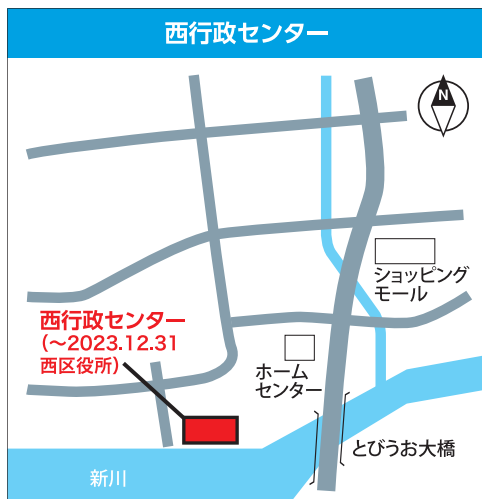 西行政センター
N
ショッピング
モール
西行政センター
(～2023.12.31
西区役所)
ホーム
センター
とびうお大橋
新川